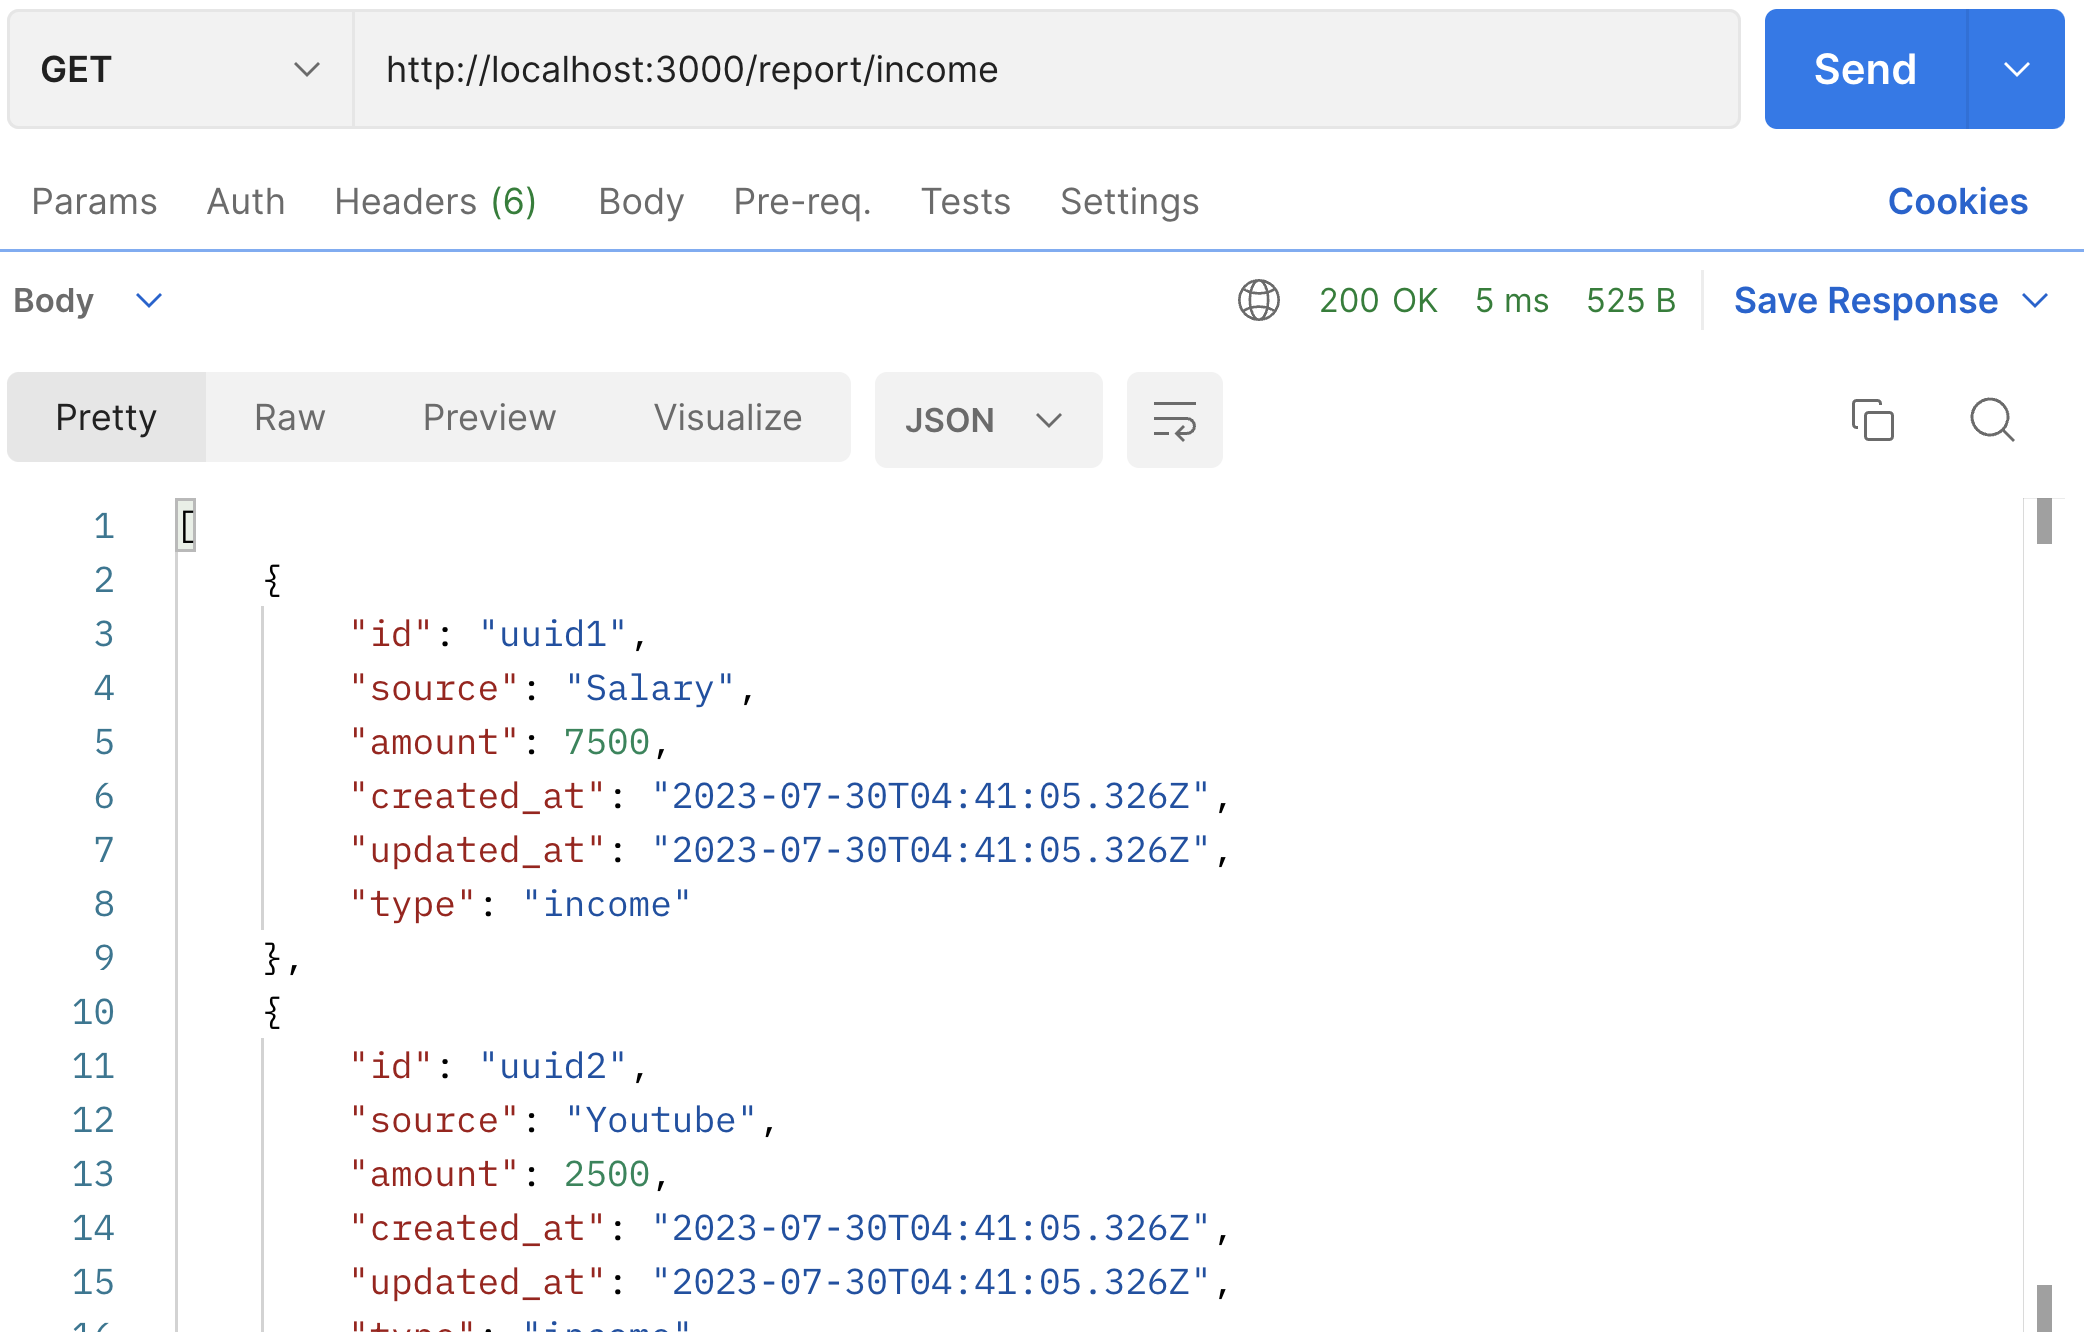 GET http://localhost:3000/report/income Send
Params Auth Headers (6) Body Pre-req. Tests Settings Cookies
Body 200 OK 5 ms 525 B Save Response
Pretty Raw Preview Visualize JSON
1 [
2 {
3 "id": "uuid1",
4 "source": "Salary",
5 "amount": 7500,
6 "created_at": "2023-07-30T04:41:05.326Z",
7 "updated_at": "2023-07-30T04:41:05.326Z",
8 "type": "income"
9 },
10 {
11 "id": "uuid2",
12 "source": "Youtube",
13 "amount": 2500,
14 "created_at": "2023-07-30T04:41:05.326Z",
15 "updated_at": "2023-07-30T04:41:05.326Z",
16 "type": "income"